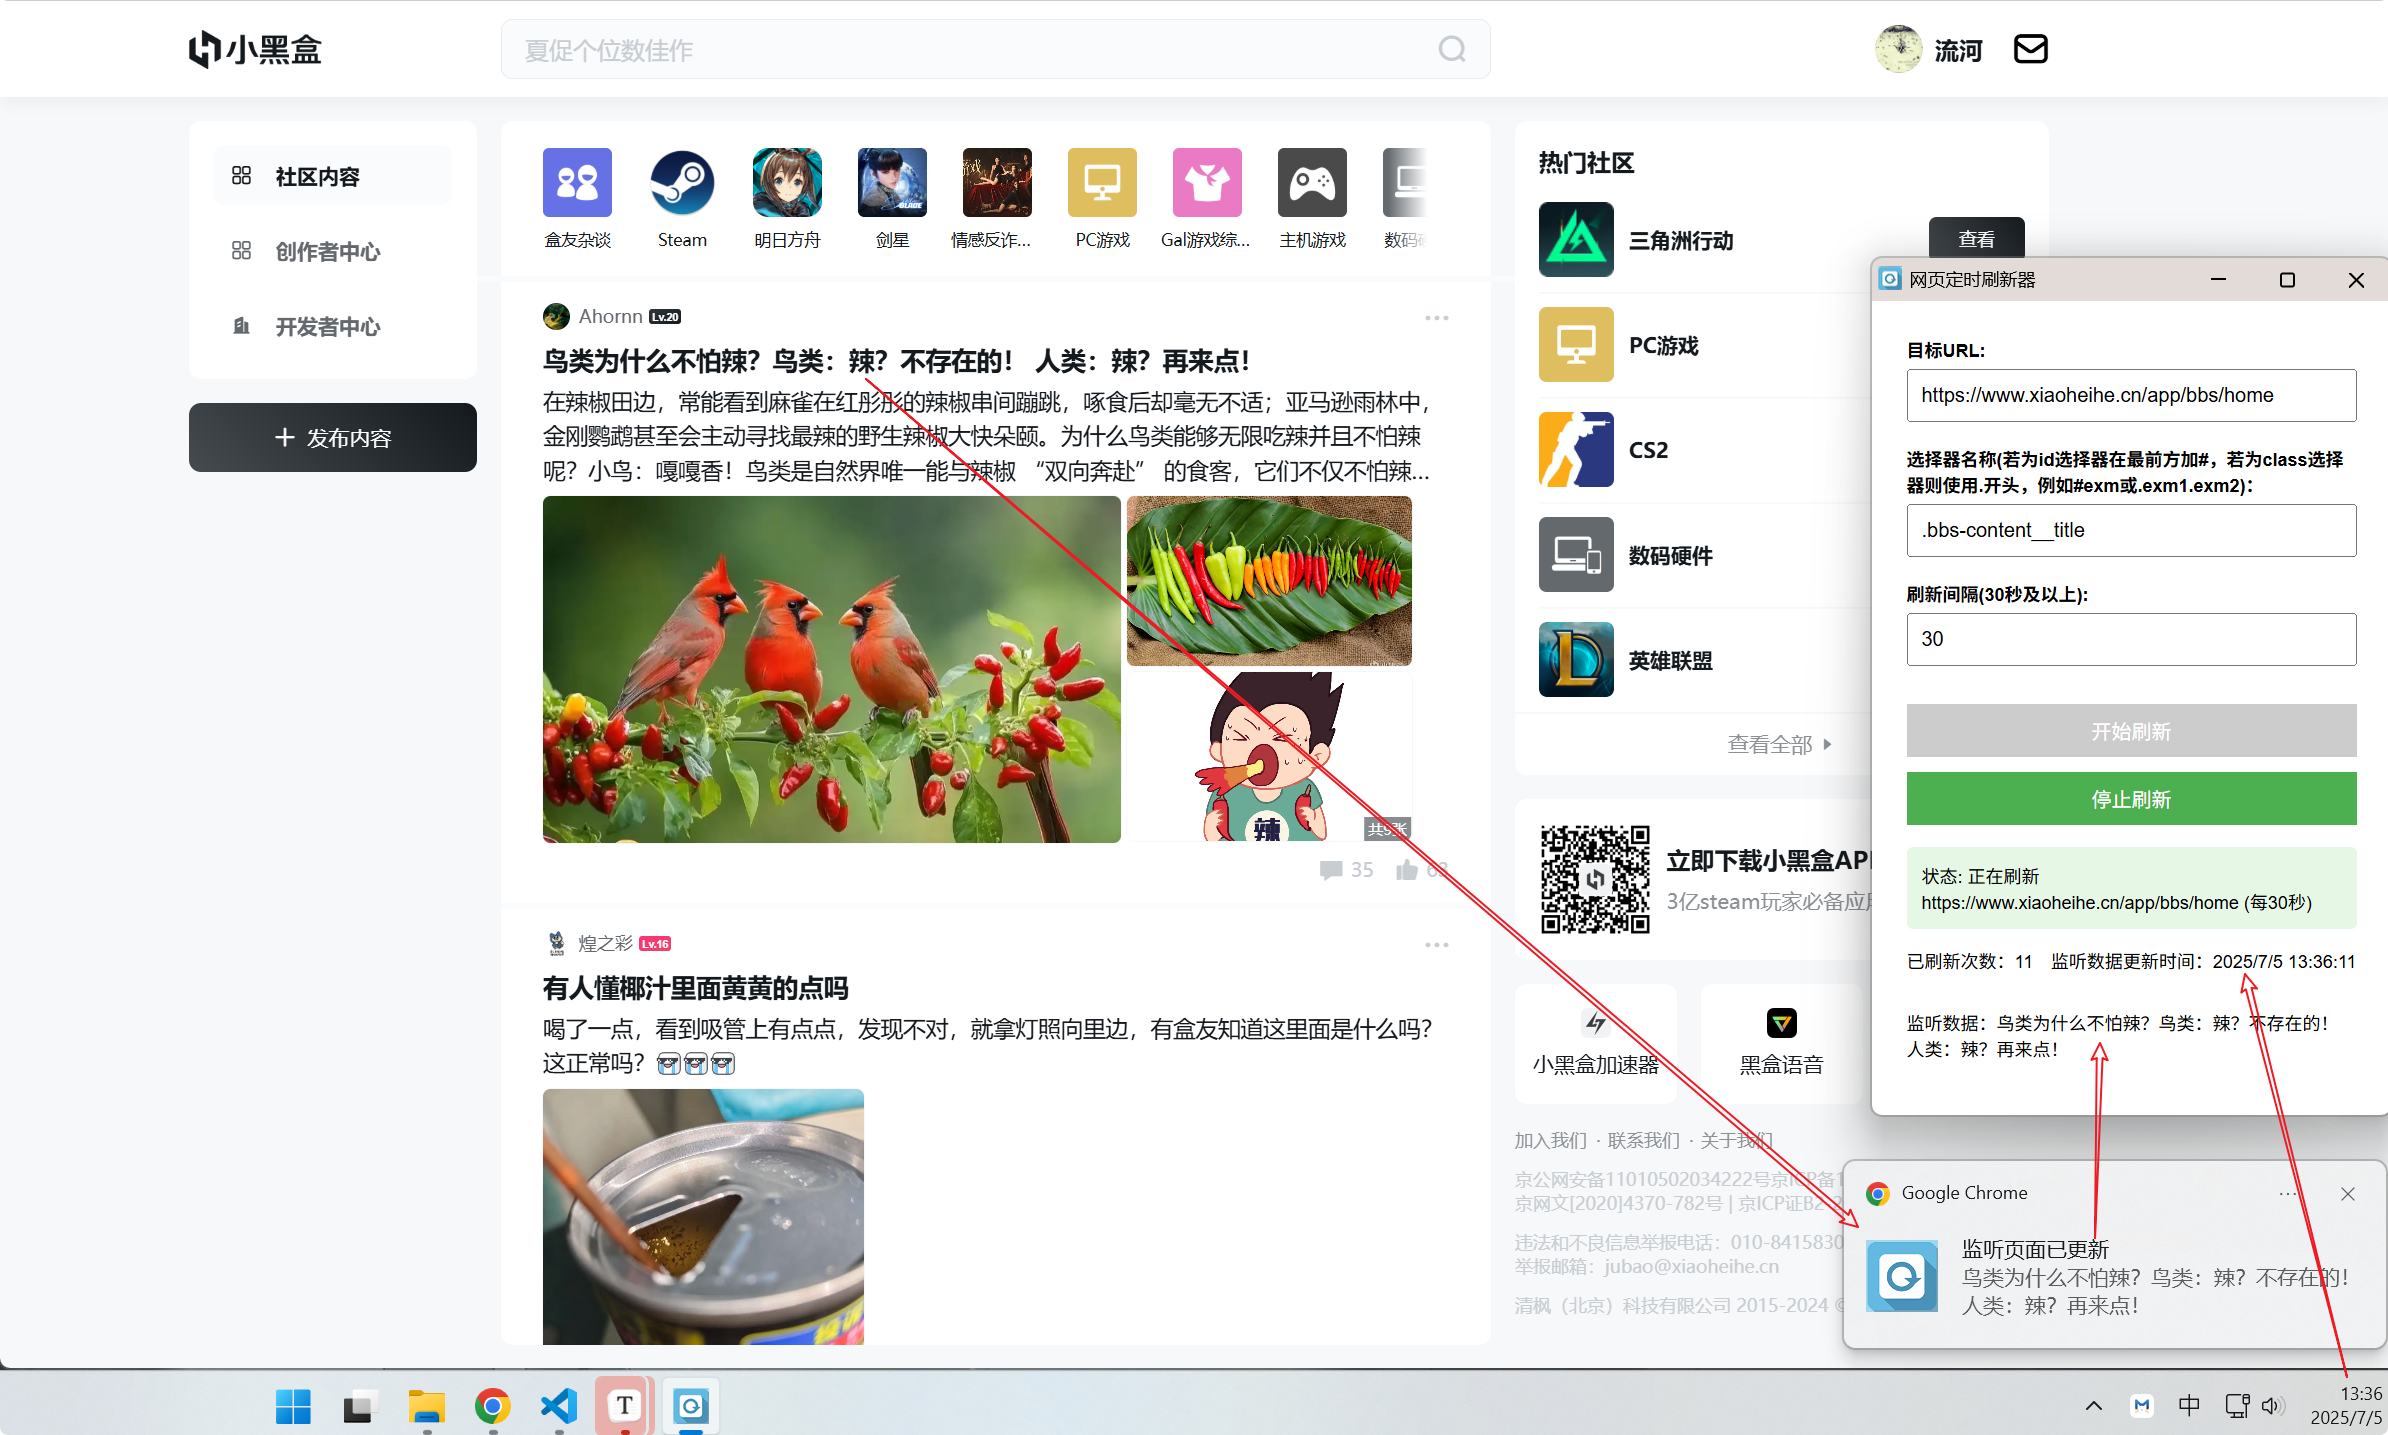 小黑盒
夏促个位数佳作
流河
社区内容
创作者中心
开发者中心
发布内容
盒友杂谈
Steam
明日方舟
剑星
情感反诈...
PC游戏
Gal游戏综...
主机游戏
数码
Ahornn Lv.20
鸟类为什么不怕辣？鸟类：辣？不存在的！ 人类：辣？再来点！
在辣椒田边，常能看到麻雀在红彤彤的辣椒串间蹦跳，啄食后却毫无不适；亚马逊雨林中，
金刚鹦鹉甚至会主动寻找最辣的野生辣椒大快朵颐。为什么鸟类能够无限吃辣并且不怕辣
呢？小鸟：嘎嘎香！鸟类是自然界唯一能与辣椒 “双向奔赴” 的食客，它们不仅不怕辣...
辣
35
煌之彩 Lv.16
有人懂椰汁里面黄黄的点吗
喝了一点，看到吸管上有点点，发现不对，就拿灯照向里边，有盒友知道这里面是什么吗？
这正常吗？
热门社区
三角洲行动
查看
PC游戏
CS2
数码硬件
英雄联盟
查看全部
立即下载小黑盒AP
3亿steam玩家必备应
小黑盒加速器
黑盒语音
加入我们 · 联系我们 · 关于我们
京公网安备11010502034222号京ICP备1
京网文[2020]4370-782号 | 京ICP证B2-2
违法和不良信息举报电话：010-8415830
举报邮箱：jubao@xiaoheihe.cn
清枫（北京）科技有限公司 2015-2024 ©
网页定时刷新器
目标URL:
https://www.xiaoheihe.cn/app/bbs/home
选择器名称(若为id选择器在最前方加#，若为class选择
器则使用.开头，例如#exm或.exm1.exm2)：
.bbs-content__title
刷新间隔(30秒及以上):
30
开始刷新
停止刷新
状态: 正在刷新
https://www.xiaoheihe.cn/app/bbs/home (每30秒)
已刷新次数：11 监听数据更新时间：2025/7/5 13:36:11
监听数据：鸟类为什么不怕辣？鸟类：辣？不存在的！
人类：辣？再来点！
Google Chrome
监听页面已更新
鸟类为什么不怕辣？鸟类：辣？不存在的！
人类：辣？再来点！
T
M
中
13:36
2025/7/5